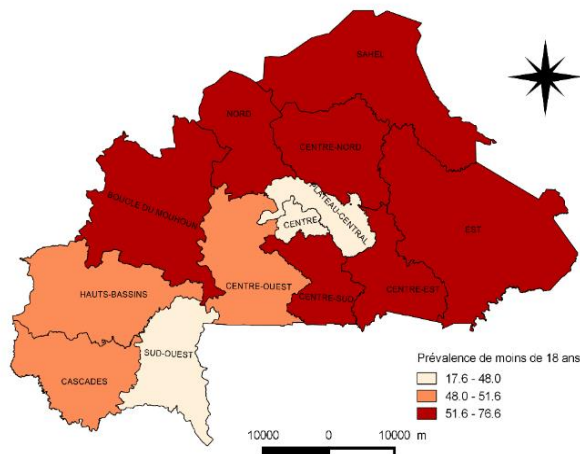 SAHEL
NORD
CENTRE-NORD
BOUCLE DU MOUHOUN
PLATEAU-CENTRAL
CENTRE
EST
CENTRE-OUEST
HAUTS-BASSINS
CENTRE-SUD
CENTRE-EST
SUD-OUEST
CASCADES
Prévalence de moins de 18 ans
17.6 - 48.0
48.0 - 51.6
51.6 - 76.6
10000 0 10000 m